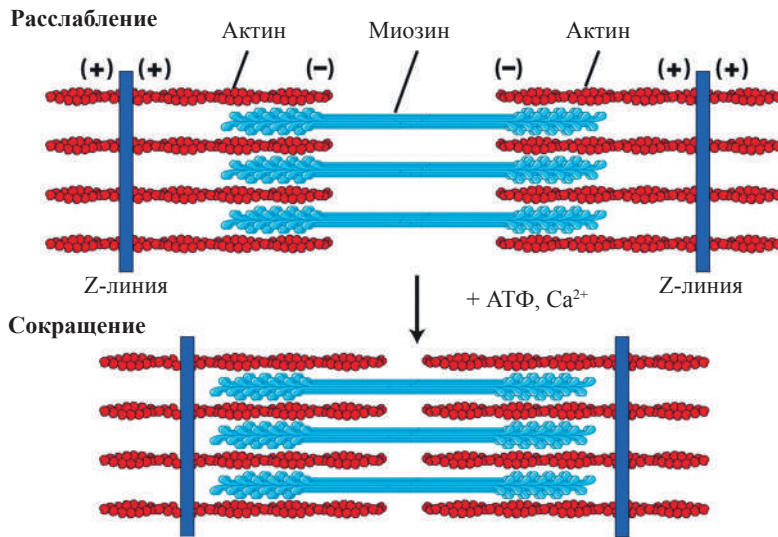 Расслабление
Актин Миозин Актин
(+) (+) (−) (−) (+) (+)
Z-линия Z-линия
+ АТФ, Ca²⁺
Сокращение